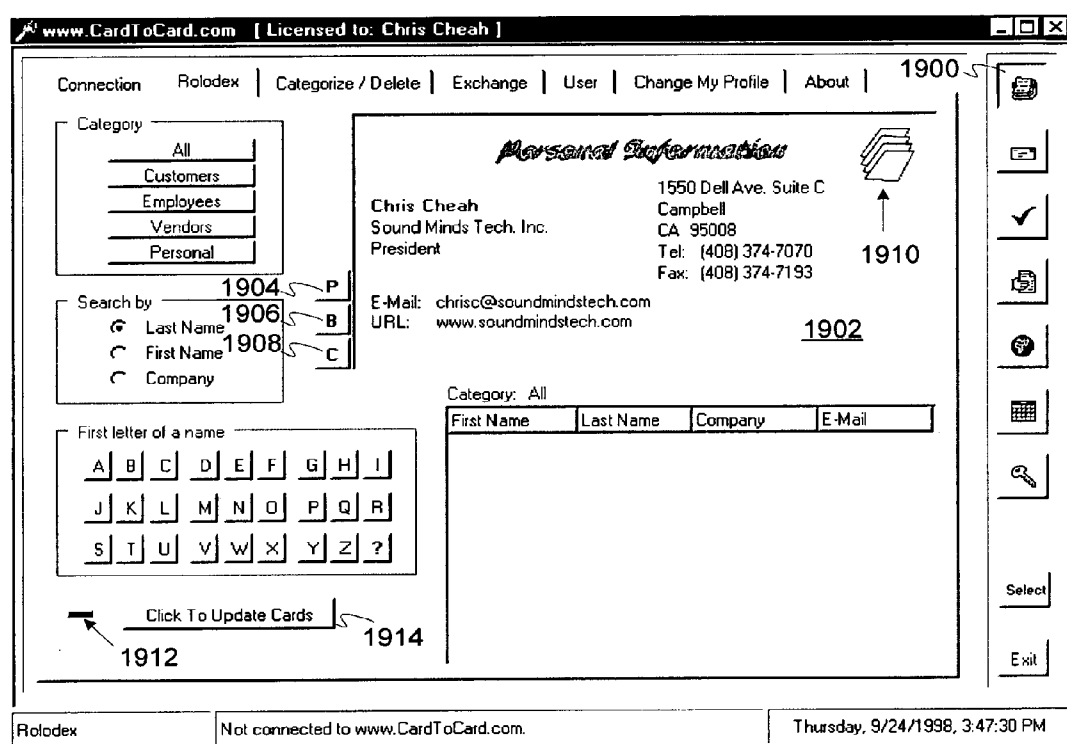 www.CardToCard.com [ Licensed to: Chris Cheah ]
Connection Rolodex Categorize / Delete Exchange User Change My Profile About 1900
Category
All
Customers
Employees
Vendors
Personal
Search by
Last Name
First Name
Company
1904 P
1906 B
1908 C
Personal Information
Chris Cheah
Sound Minds Tech. Inc.
President
1550 Dell Ave. Suite C
Campbell
CA 95008
Tel: (408) 374-7070
Fax: (408) 374-7193
1910
E-Mail: chrisc@soundmindstech.com
URL: www.soundmindstech.com
1902
First letter of a name
A B C D E F G H I
J K L M N O P Q R
S T U V W X Y Z ?
Category: All
First Name Last Name Company E-Mail
Click To Update Cards
1912
1914
Select
Exit
Rolodex Not connected to www.CardToCard.com. Thursday, 9/24/1998, 3:47:30 PM